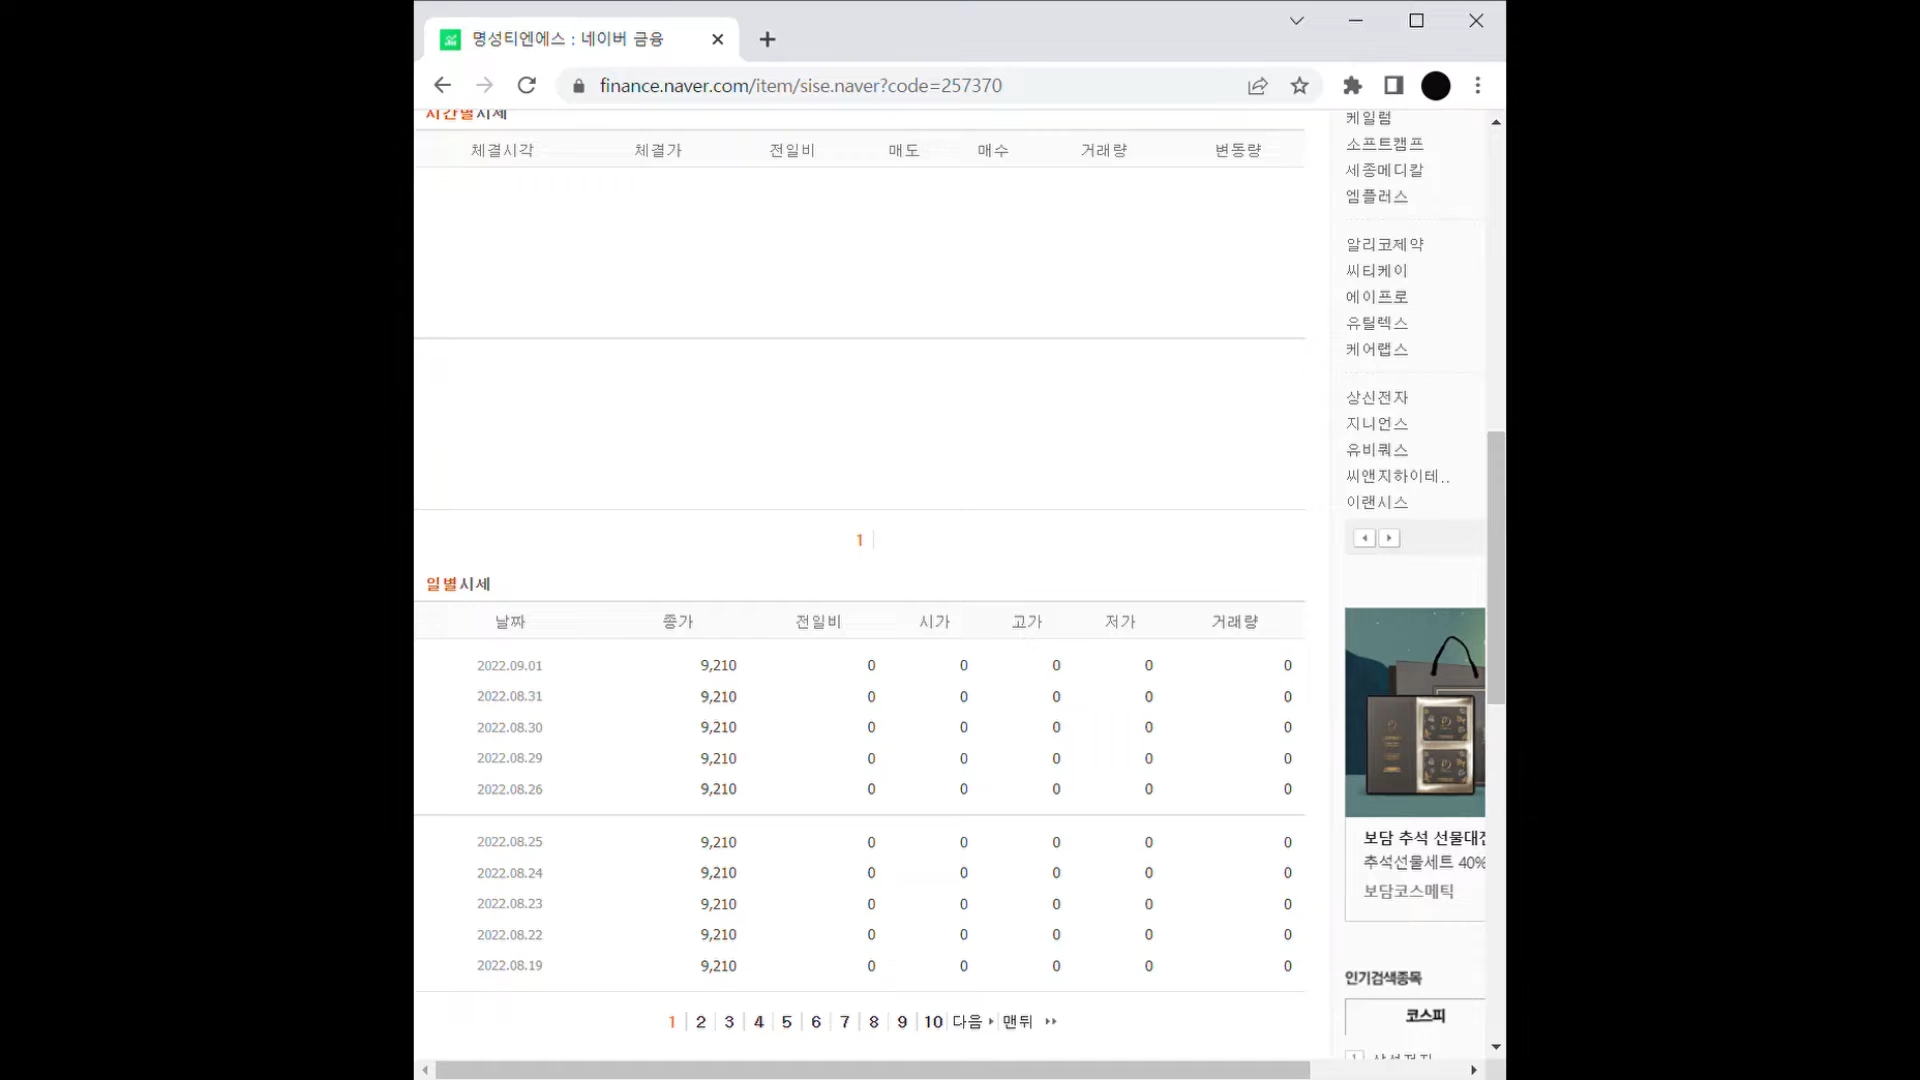 명성티엔에스 : 네이버 금융
finance.naver.com/item/sise.naver?code=257370
시간별시세
체결시각 체결가 전일비 매도 매수 거래량 변동량
1
일별시세
날짜 종가 전일비 시가 고가 저가 거래량
2022.09.01 9,210 0 0 0 0 0
2022.08.31 9,210 0 0 0 0 0
2022.08.30 9,210 0 0 0 0 0
2022.08.29 9,210 0 0 0 0 0
2022.08.26 9,210 0 0 0 0 0
2022.08.25 9,210 0 0 0 0 0
2022.08.24 9,210 0 0 0 0 0
2022.08.23 9,210 0 0 0 0 0
2022.08.22 9,210 0 0 0 0 0
2022.08.19 9,210 0 0 0 0 0
1 2 3 4 5 6 7 8 9 10 다음 맨뒤
케일럼
소프트캠프
세종메디칼
엠플러스
알리코제약
씨티케이
에이프로
유틸렉스
케어랩스
상신전자
지니언스
유비쿼스
씨앤지하이테..
이랜시스
보담 추석 선물대전
추석선물세트 40%
보담코스메틱
인기검색종목
코스피
1 삼성전자